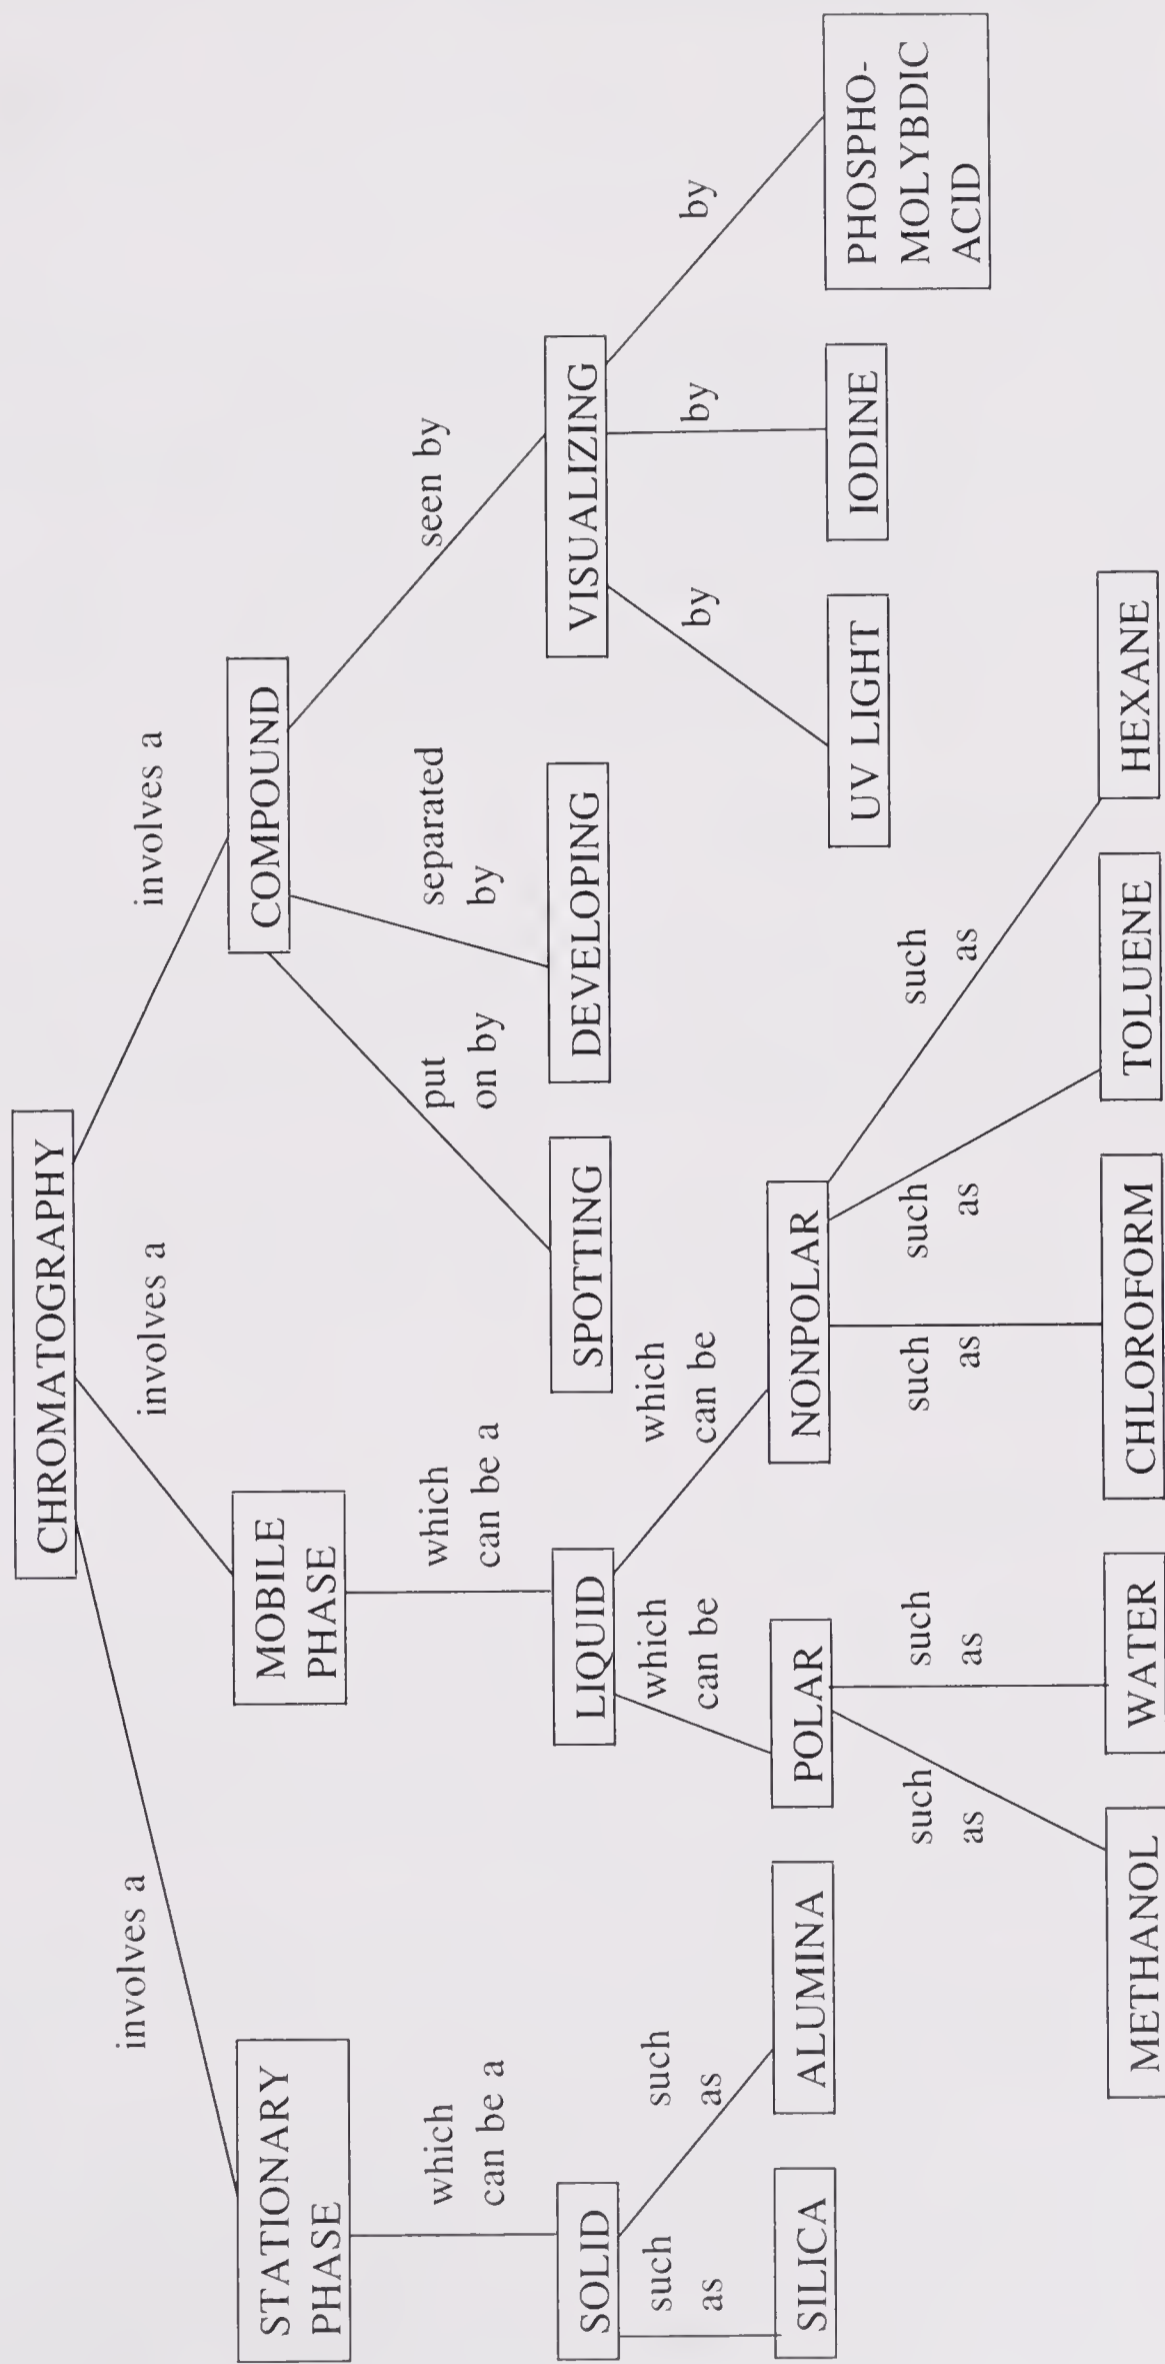 CHROMATOGRAPHY
involves a
involves a
involves a
STATIONARY
PHASE
MOBILE
PHASE
COMPOUND
which
can be a
which
can be a
put
on by
separated
by
seen by
SOLID
LIQUID
SPOTTING
DEVELOPING
VISUALIZING
such
as
such
as
which
can be
which
can be
by
by
by
SILICA
ALUMINA
POLAR
NONPOLAR
UV LIGHT
IODINE
PHOSPHO-
MOLYBDIC
ACID
such
as
such
as
such
as
such
as
such
as
METHANOL
WATER
CHLOROFORM
TOLUENE
HEXANE